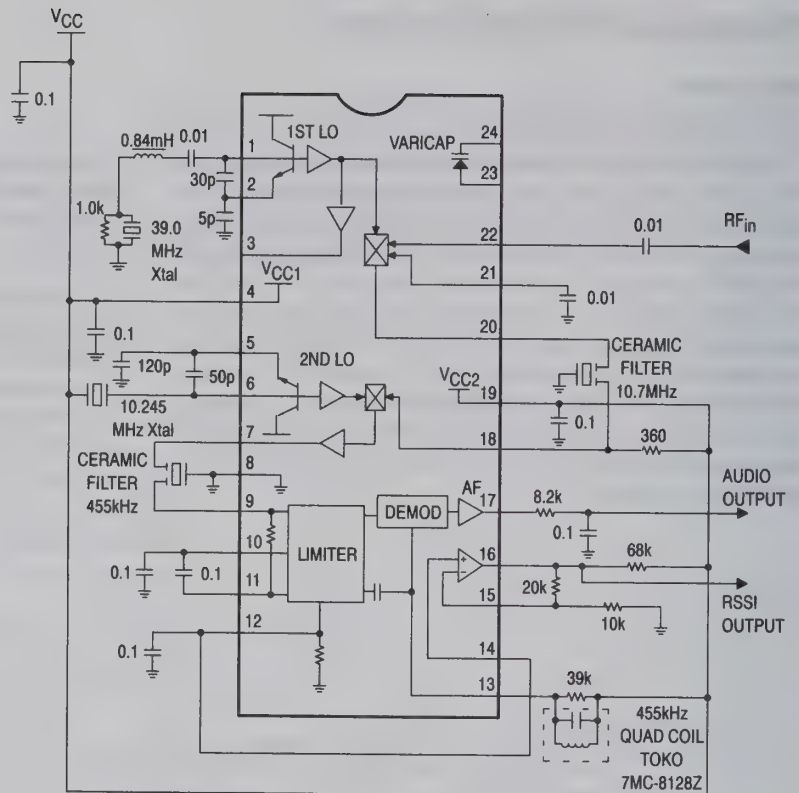 VCC
0.1
0.84mH
0.01
1
1ST LO
30p
2
5p
1.0k
39.0
MHz
Xtal
3
VCC1
4
0.1
5
2ND LO
120p
50p
6
10.245
MHz Xtal
7
CERAMIC
FILTER
455kHz
8
9
10
LIMITER
0.1
0.1
11
12
0.1
VARICAP
24
23
22
0.01
RFin
21
0.01
20
CERAMIC
FILTER
10.7MHz
VCC2
19
0.1
18
360
DEMOD
AF
17
8.2k
AUDIO
OUTPUT
0.1
+
−
16
68k
20k
RSSI
OUTPUT
15
10k
14
13
39k
455kHz
QUAD COIL
TOKO
7MC-8128Z